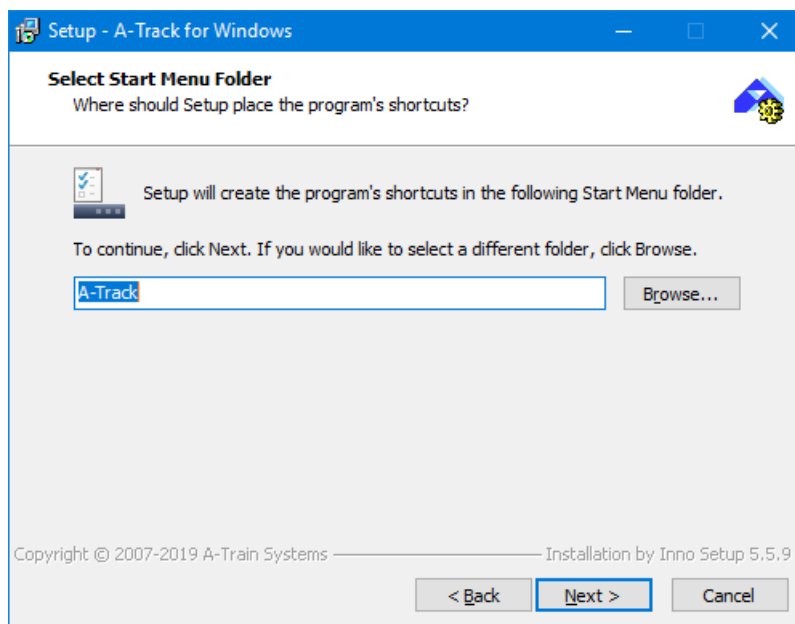 Setup - A-Track for Windows
Select Start Menu Folder
Where should Setup place the program's shortcuts?
Setup will create the program's shortcuts in the following Start Menu folder.
To continue, click Next. If you would like to select a different folder, click Browse.
A-Track
Browse...
Copyright © 2007-2019 A-Train Systems
Installation by Inno Setup 5.5.9
< Back
Next >
Cancel